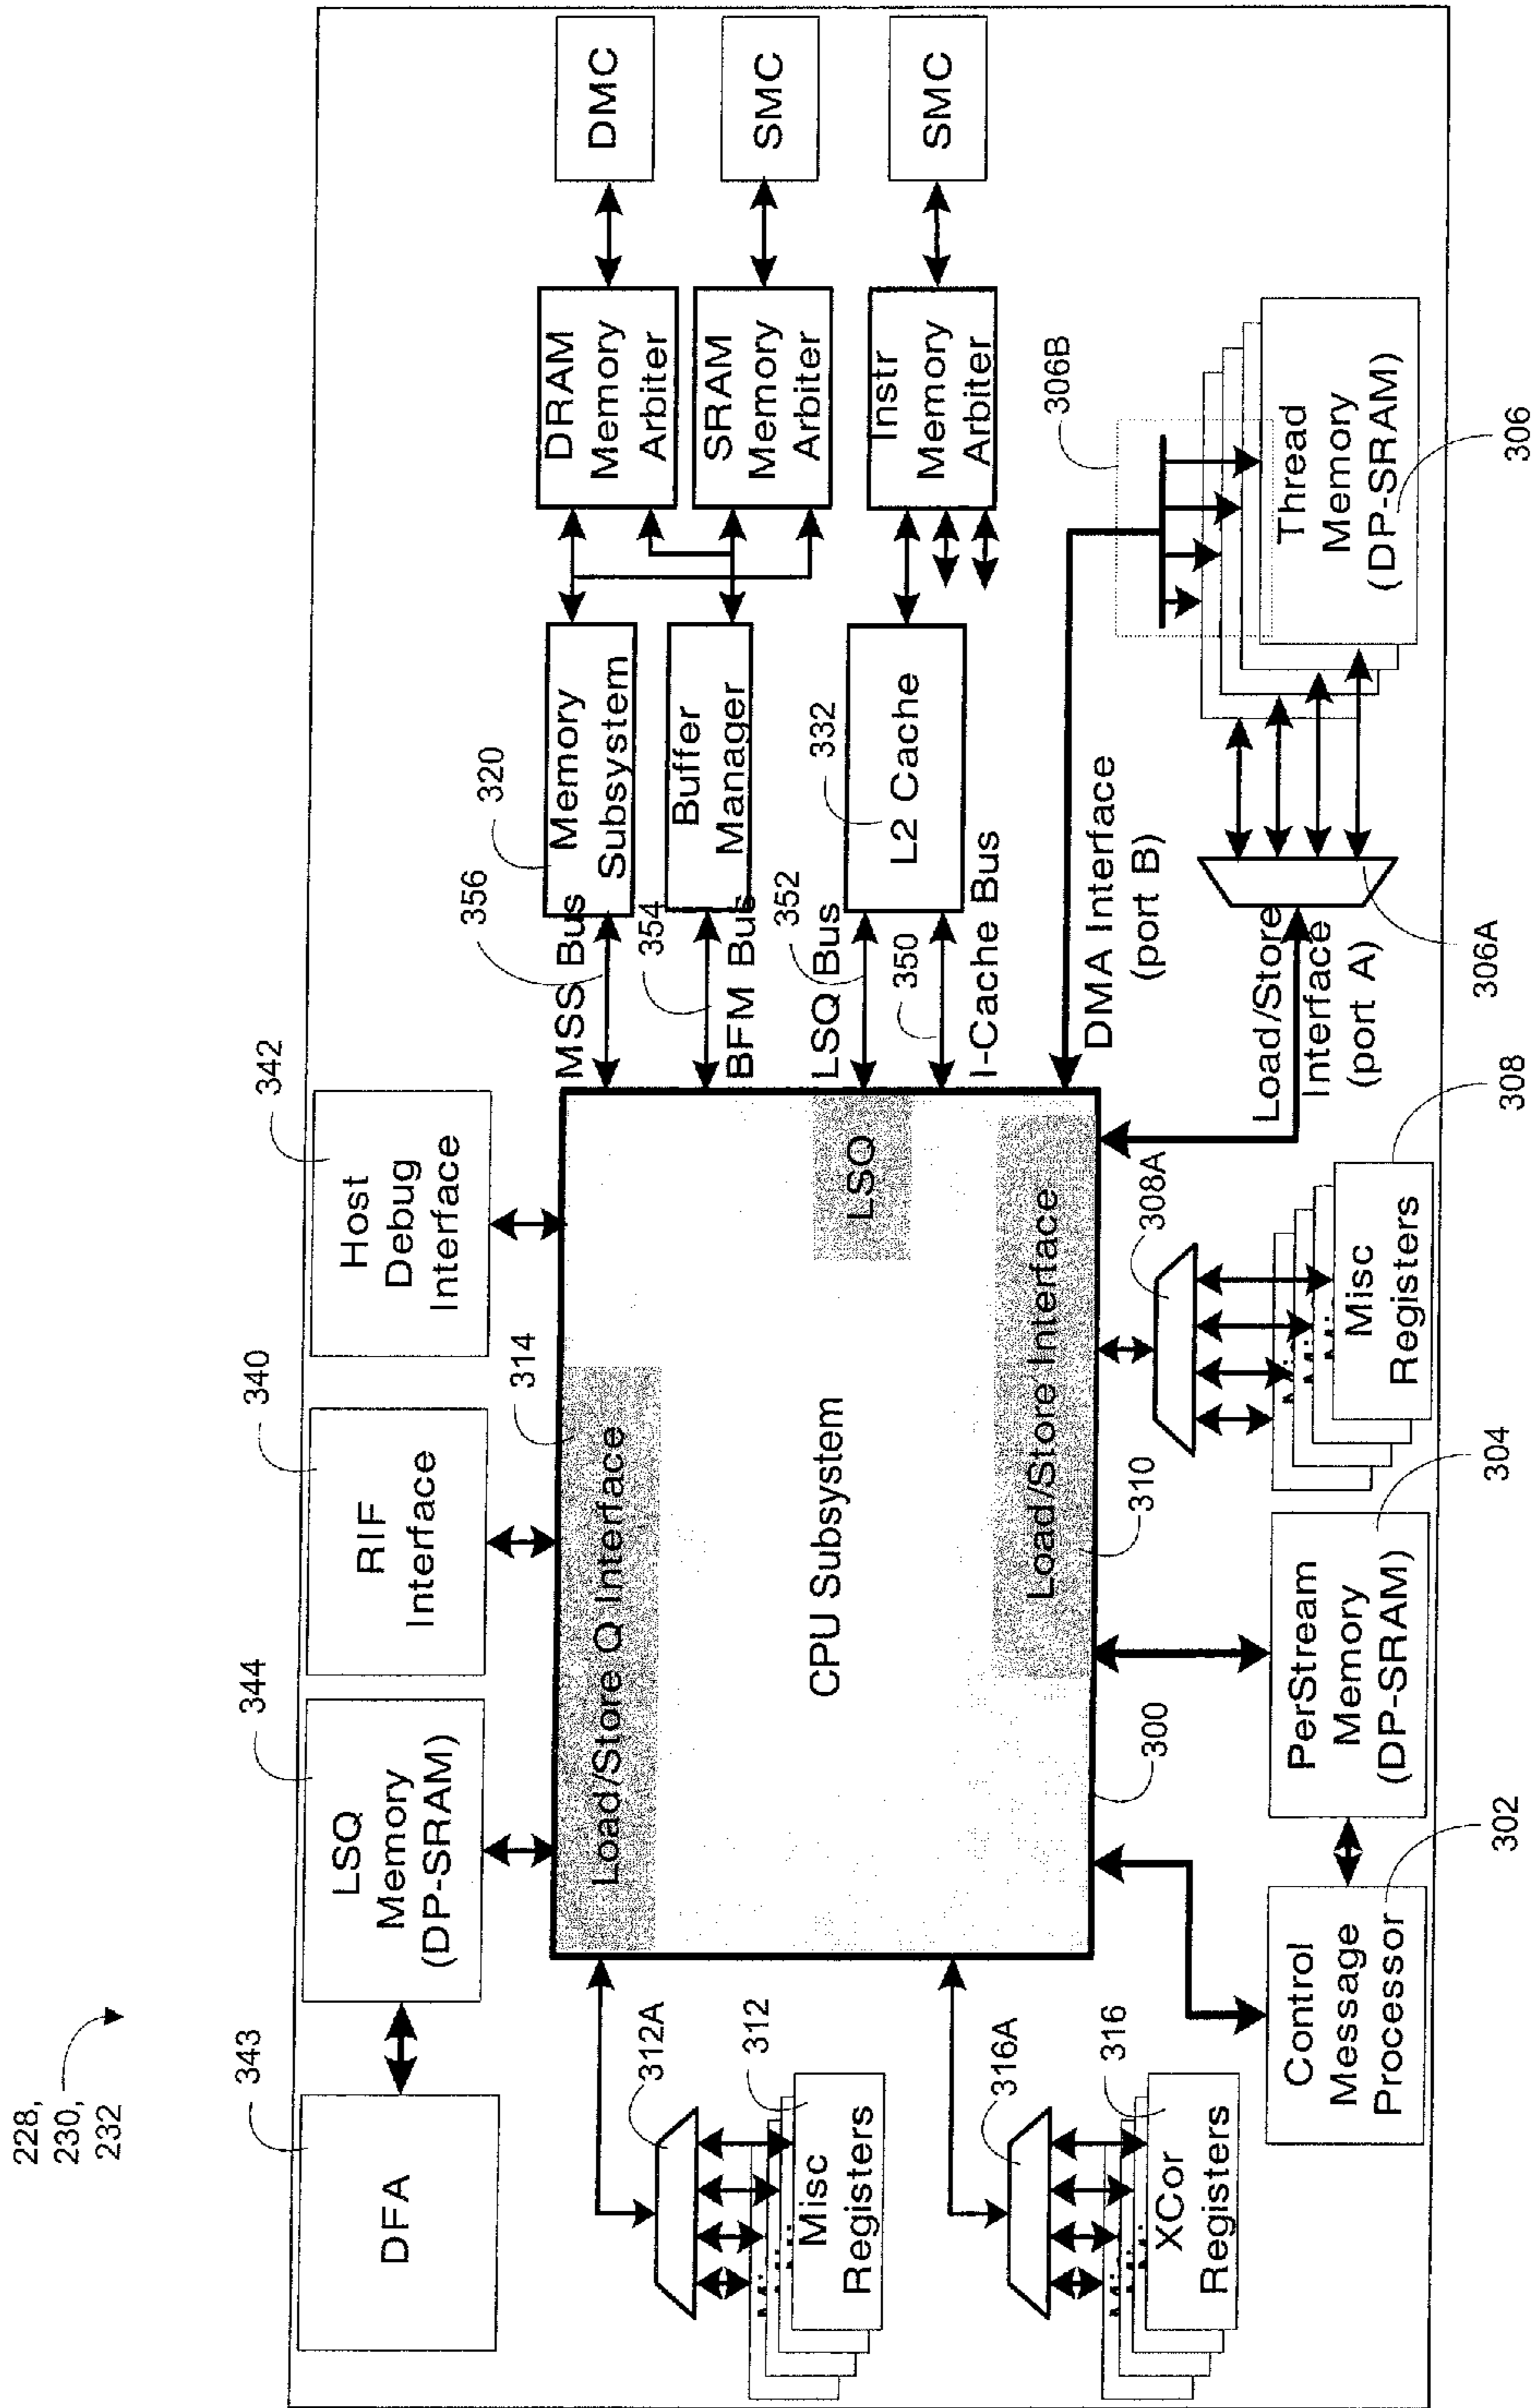 228,
230,
232
343
344
340
342
DFA
LSQ
Memory
(DP-SRAM)
RIF
Interface
Host
Debug
Interface
314
320
356
MSS Bus
Memory
Subsystem
DRAM
Memory
Arbiter
DMC
354
BFM Bus
Buffer
Manager
SRAM
Memory
Arbiter
SMC
LSQ Bus
352
332
L2 Cache
350
I-Cache Bus
Instr
Memory
Arbiter
SMC
312A
312
Misc
Registers
Load/Store Q Interface
CPU Subsystem
LSQ
Load/Store Interface
310
300
316A
316
XCor
Registers
DMA Interface
(port B)
306B
Load/Store
Interface
(port A)
306A
Thread
Memory
(DP-SRAM)
306
308A
308
Misc
Registers
304
PerStream
Memory
(DP-SRAM)
302
Control
Message
Processor